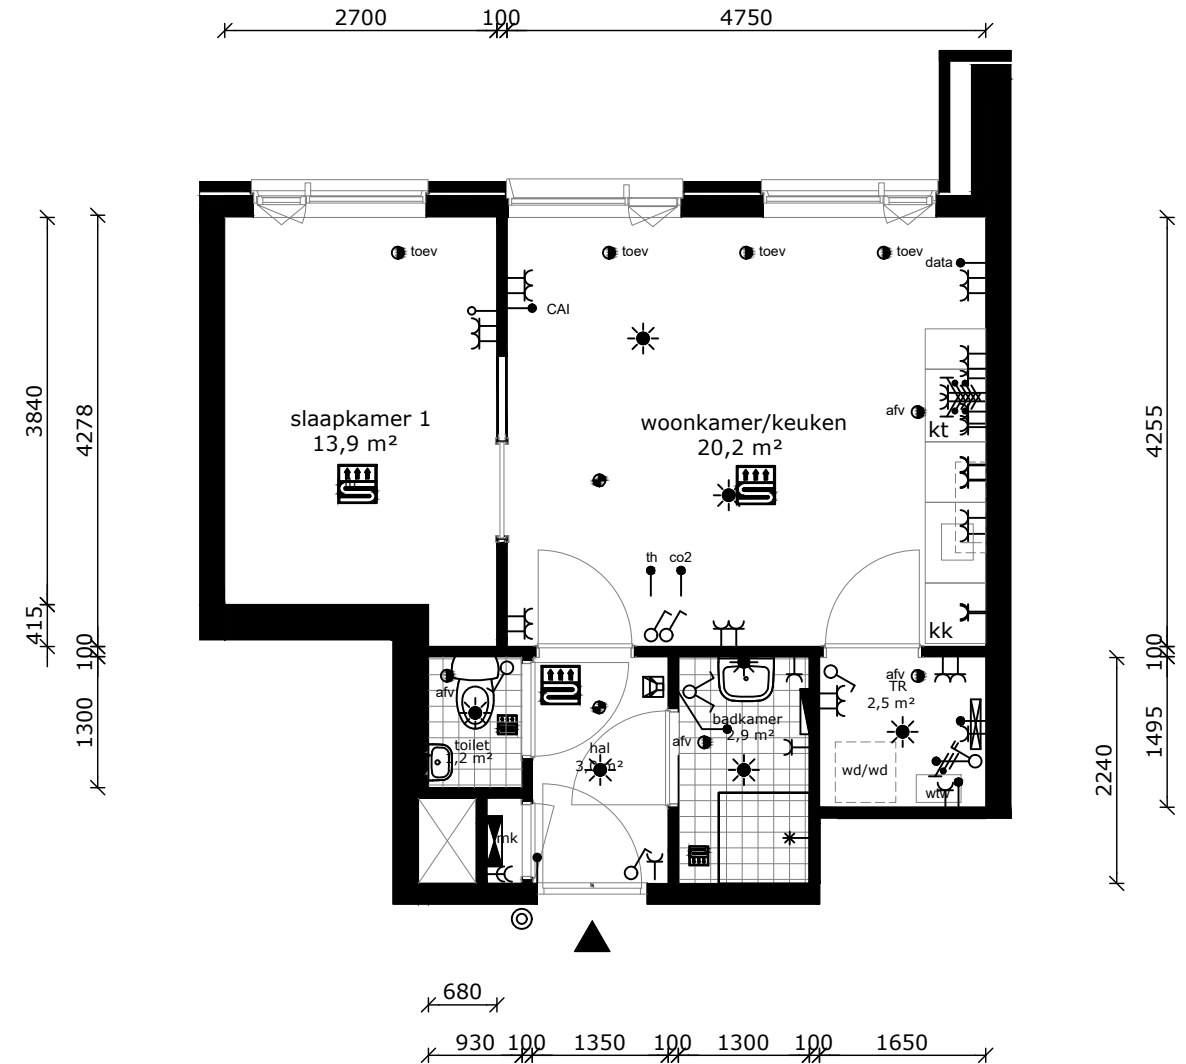 2700 100 4750
toev
toev
toev
toev
data
CAI
3840
4278
4255
slaapkamer 1
13,9 m²
woonkamer/keuken
20,2 m²
afv
kt
th co2
415
100
100
kk
1300
1495
2240
afv
afv
TR
2,5 m²
badkamer
2,9 m²
afv
toilet
hal
wd/wd
wtw
mk
680
930 100 1350 100 1300 100 1650